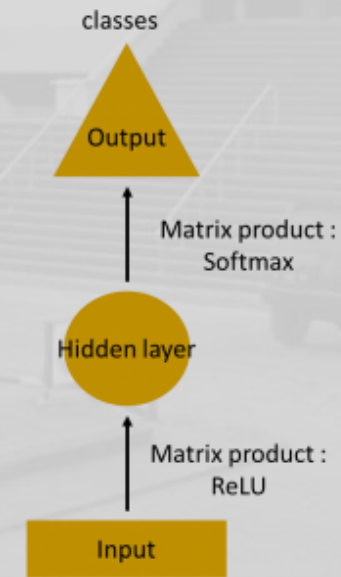 classes
Output
Matrix product :
Softmax
Hidden layer
Matrix product :
ReLU
Input